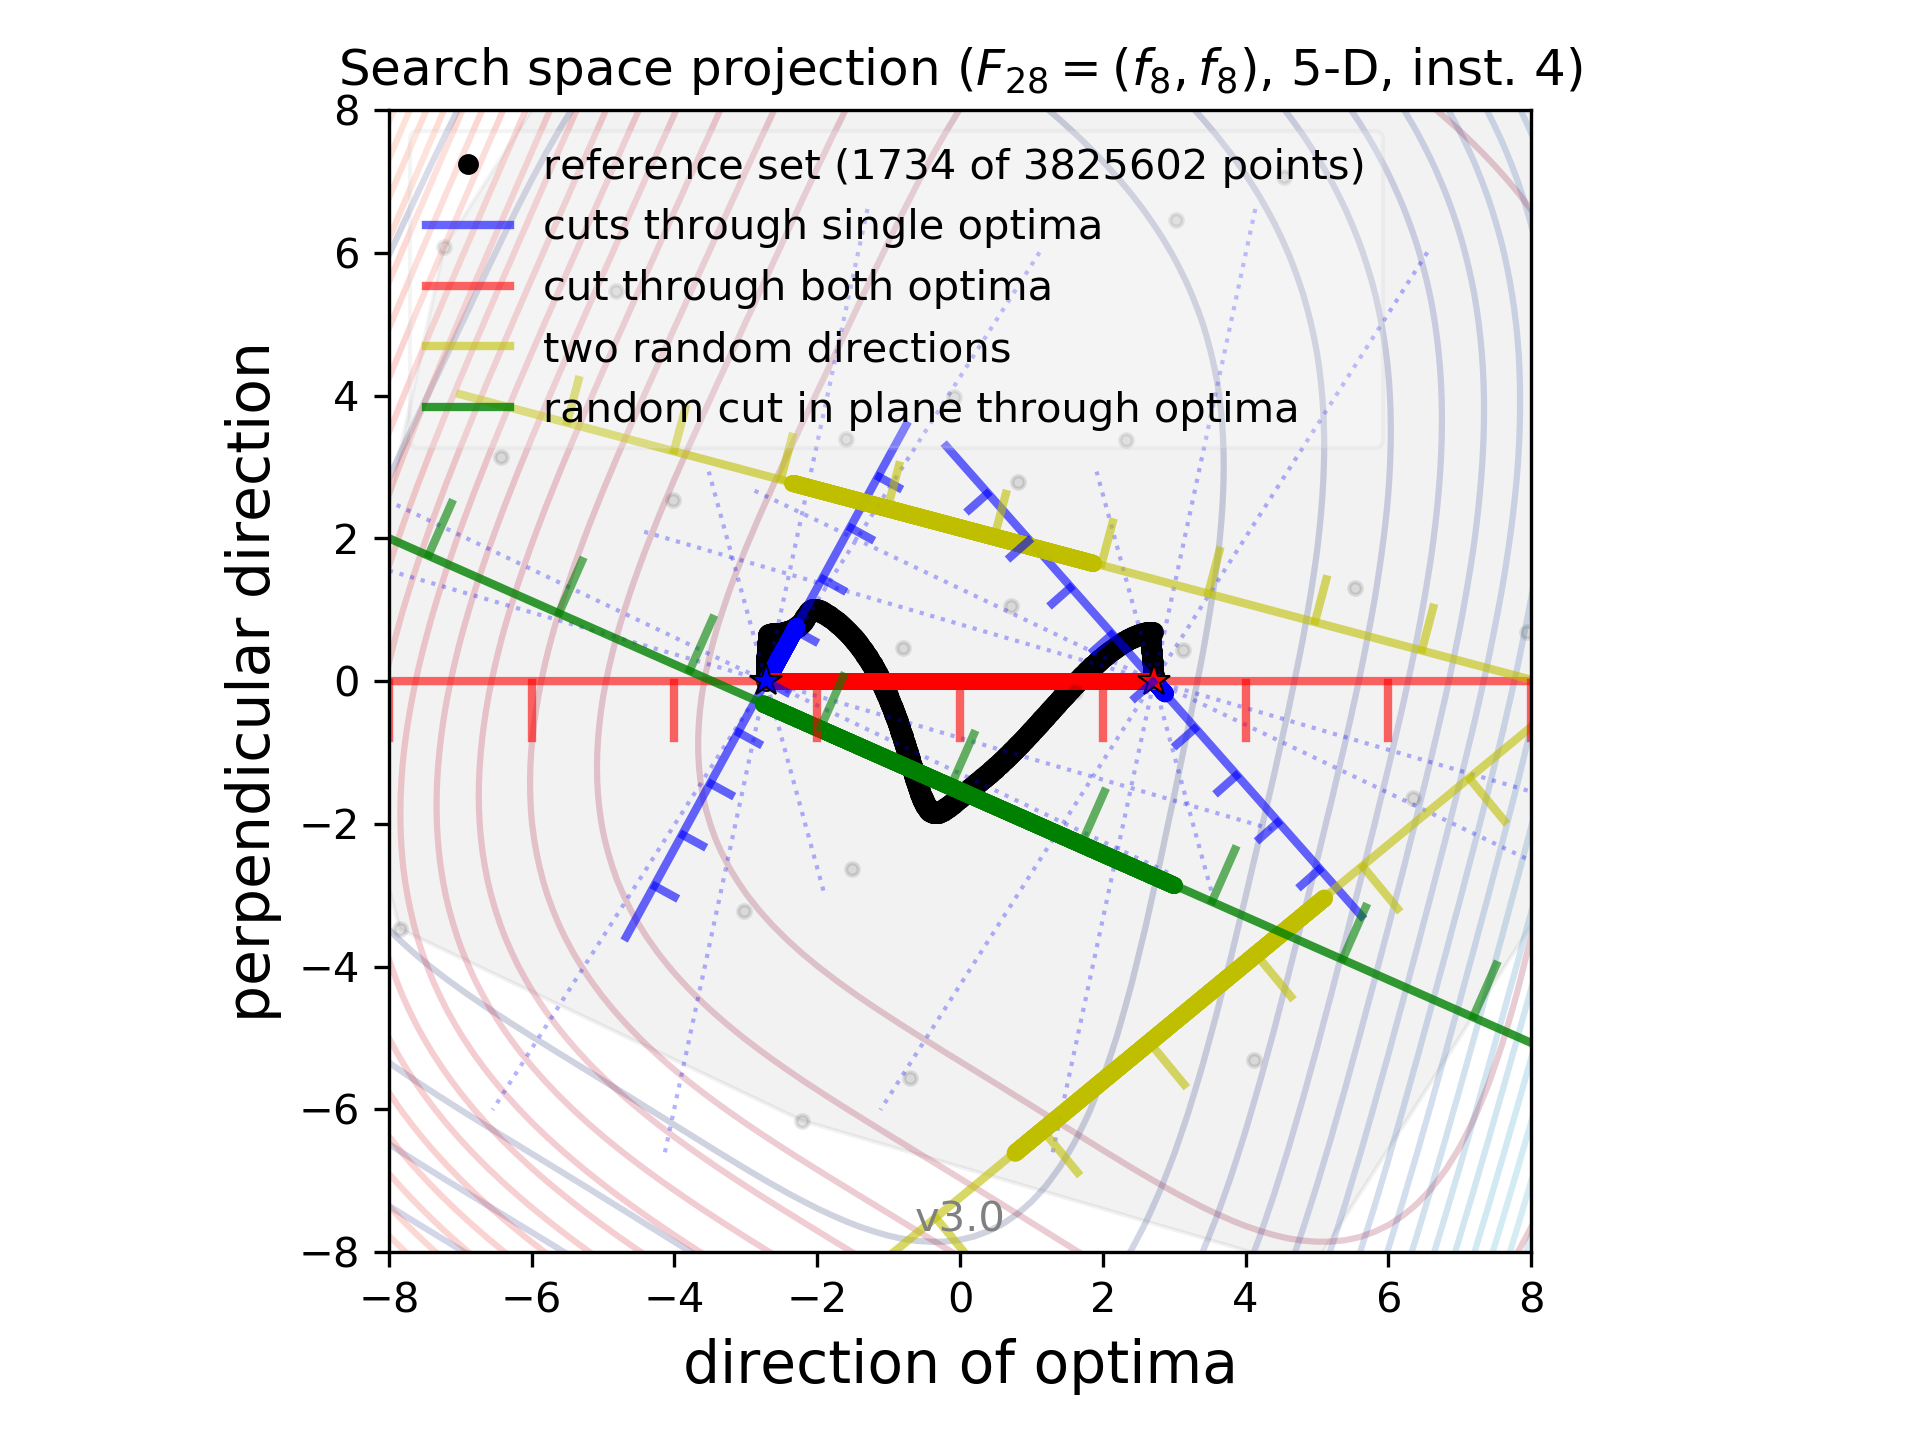 Search space projection (F₂₈ = (f₈, f₈), 5-D, inst. 4)
reference set (1734 of 3825602 points)
cuts through single optima
cut through both optima
two random directions
random cut in plane through optima
perpendicular direction
8
6
4
2
0
−2
−4
−6
−8
v3.0
−8 −6 −4 −2 0 2 4 6 8
direction of optima